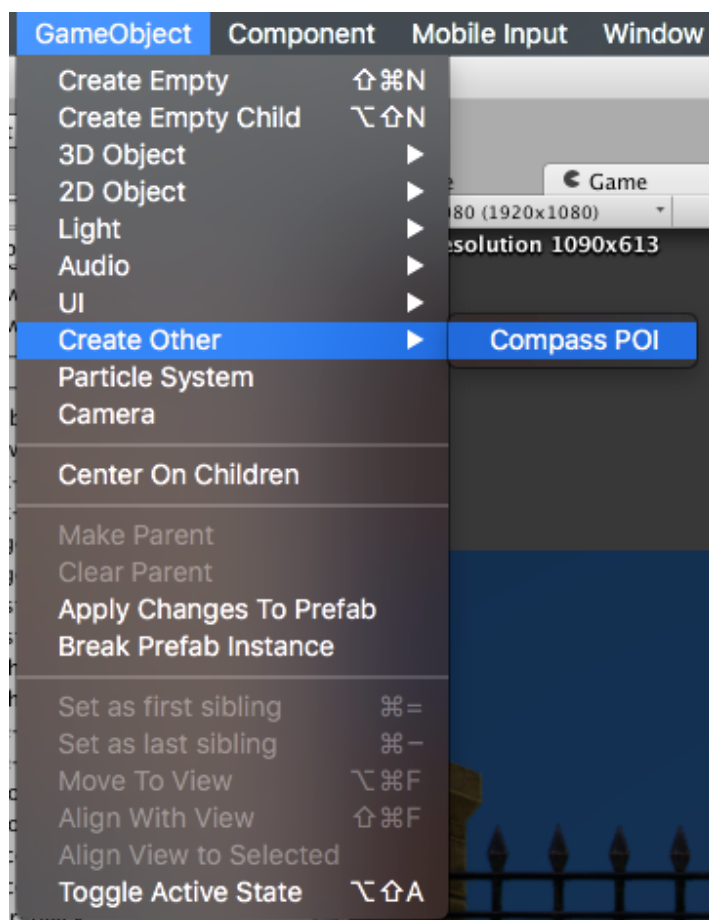 GameObject Component Mobile Input Window
Create Empty ⇧⌘N
Create Empty Child ⌥⇧N
3D Object ▶
2D Object ▶
Light ▶
Audio ▶
UI ▶
Create Other ▶
Compass POI
Particle System
Camera
Center On Children
Make Parent
Clear Parent
Apply Changes To Prefab
Break Prefab Instance
Set as first sibling ⌘=
Set as last sibling ⌘−
Move To View ⌥⌘F
Align With View ⇧⌘F
Align View to Selected
Toggle Active State ⌥⇧A
Game
80 (1920x1080)
esolution 1090x613